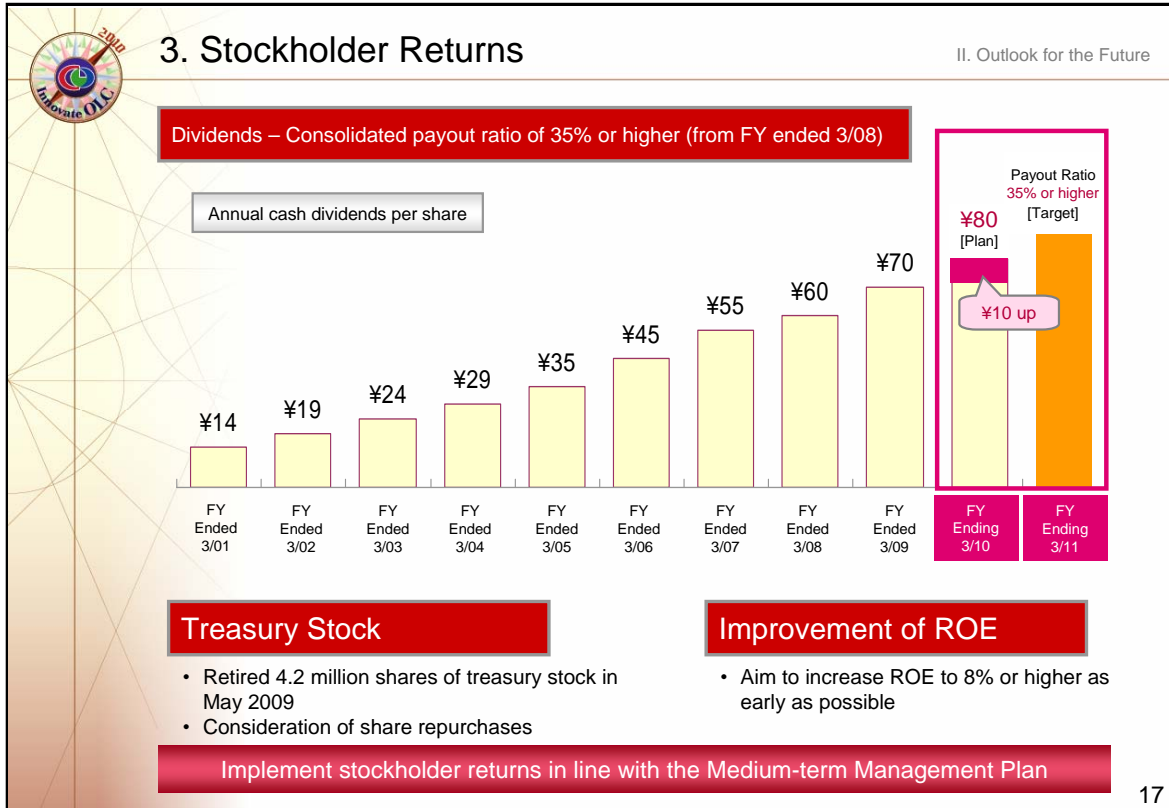 2010
Innovate OLC
3. Stockholder Returns
II. Outlook for the Future
Dividends – Consolidated payout ratio of 35% or higher (from FY ended 3/08)
Annual cash dividends per share
¥14
¥19
¥24
¥29
¥35
¥45
¥55
¥60
¥70
¥80
[Plan]
¥10 up
Payout Ratio
35% or higher
[Target]
FY
Ended
3/01
FY
Ended
3/02
FY
Ended
3/03
FY
Ended
3/04
FY
Ended
3/05
FY
Ended
3/06
FY
Ended
3/07
FY
Ended
3/08
FY
Ended
3/09
FY
Ending
3/10
FY
Ending
3/11
Treasury Stock
• Retired 4.2 million shares of treasury stock in
May 2009
• Consideration of share repurchases
Improvement of ROE
• Aim to increase ROE to 8% or higher as
early as possible
Implement stockholder returns in line with the Medium-term Management Plan
17